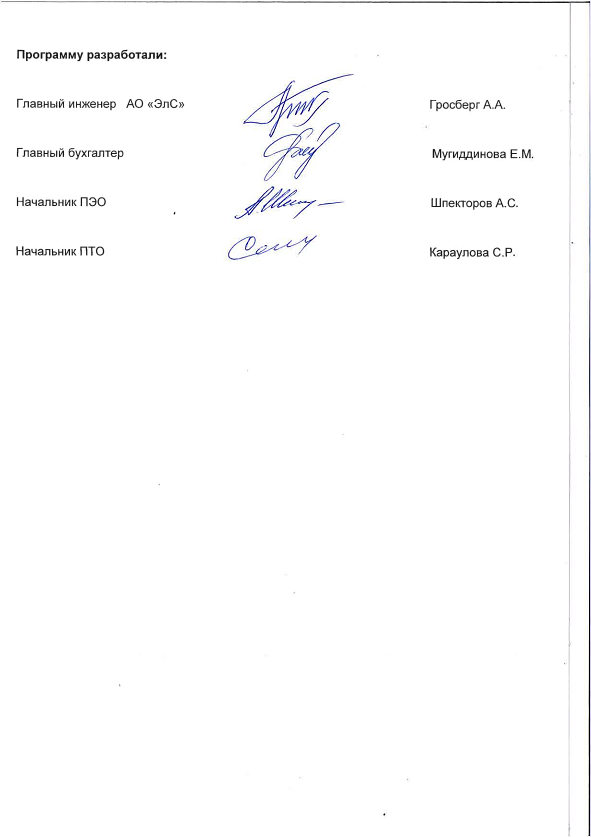 Программу разработали:
Главный инженер АО «ЭлС» Гросберг А.А.
Главный бухгалтер Мугиддинова Е.М.
Начальник ПЭО Шпекторов А.С.
Начальник ПТО Караулова С.Р.